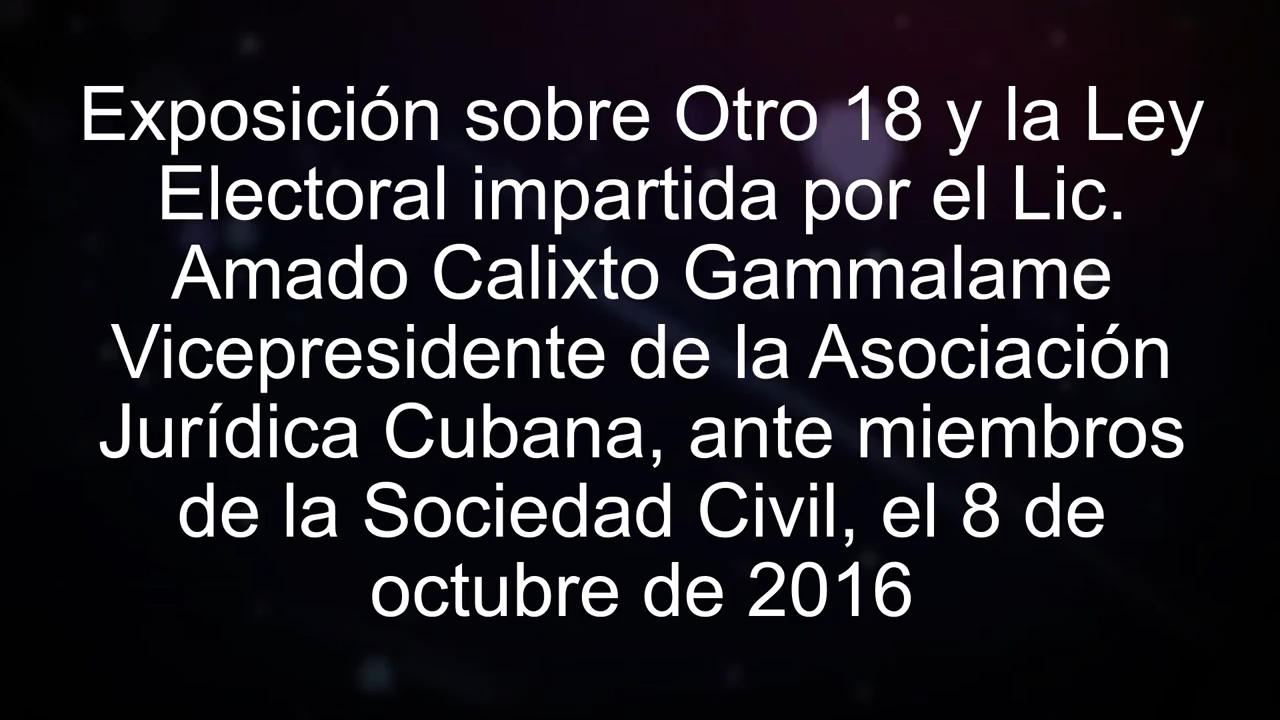 Exposición sobre Otro 18 y la Ley
Electoral impartida por el Lic.
Amado Calixto Gammalame
Vicepresidente de la Asociación
Jurídica Cubana, ante miembros
de la Sociedad Civil, el 8 de
octubre de 2016